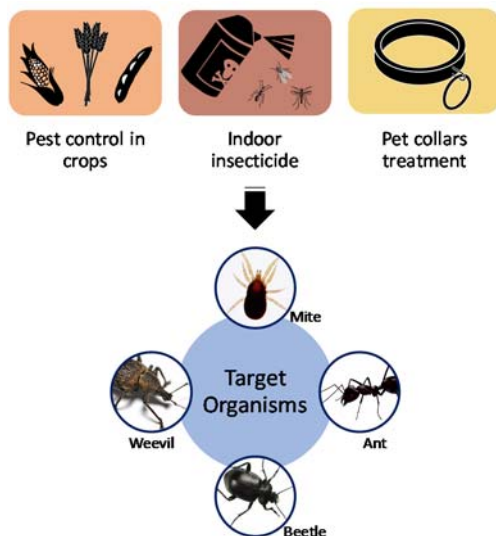 Pest control in
crops
Indoor
insecticide
Pet collars
treatment
Mite
Target
Organisms
Weevil
Ant
Beetle